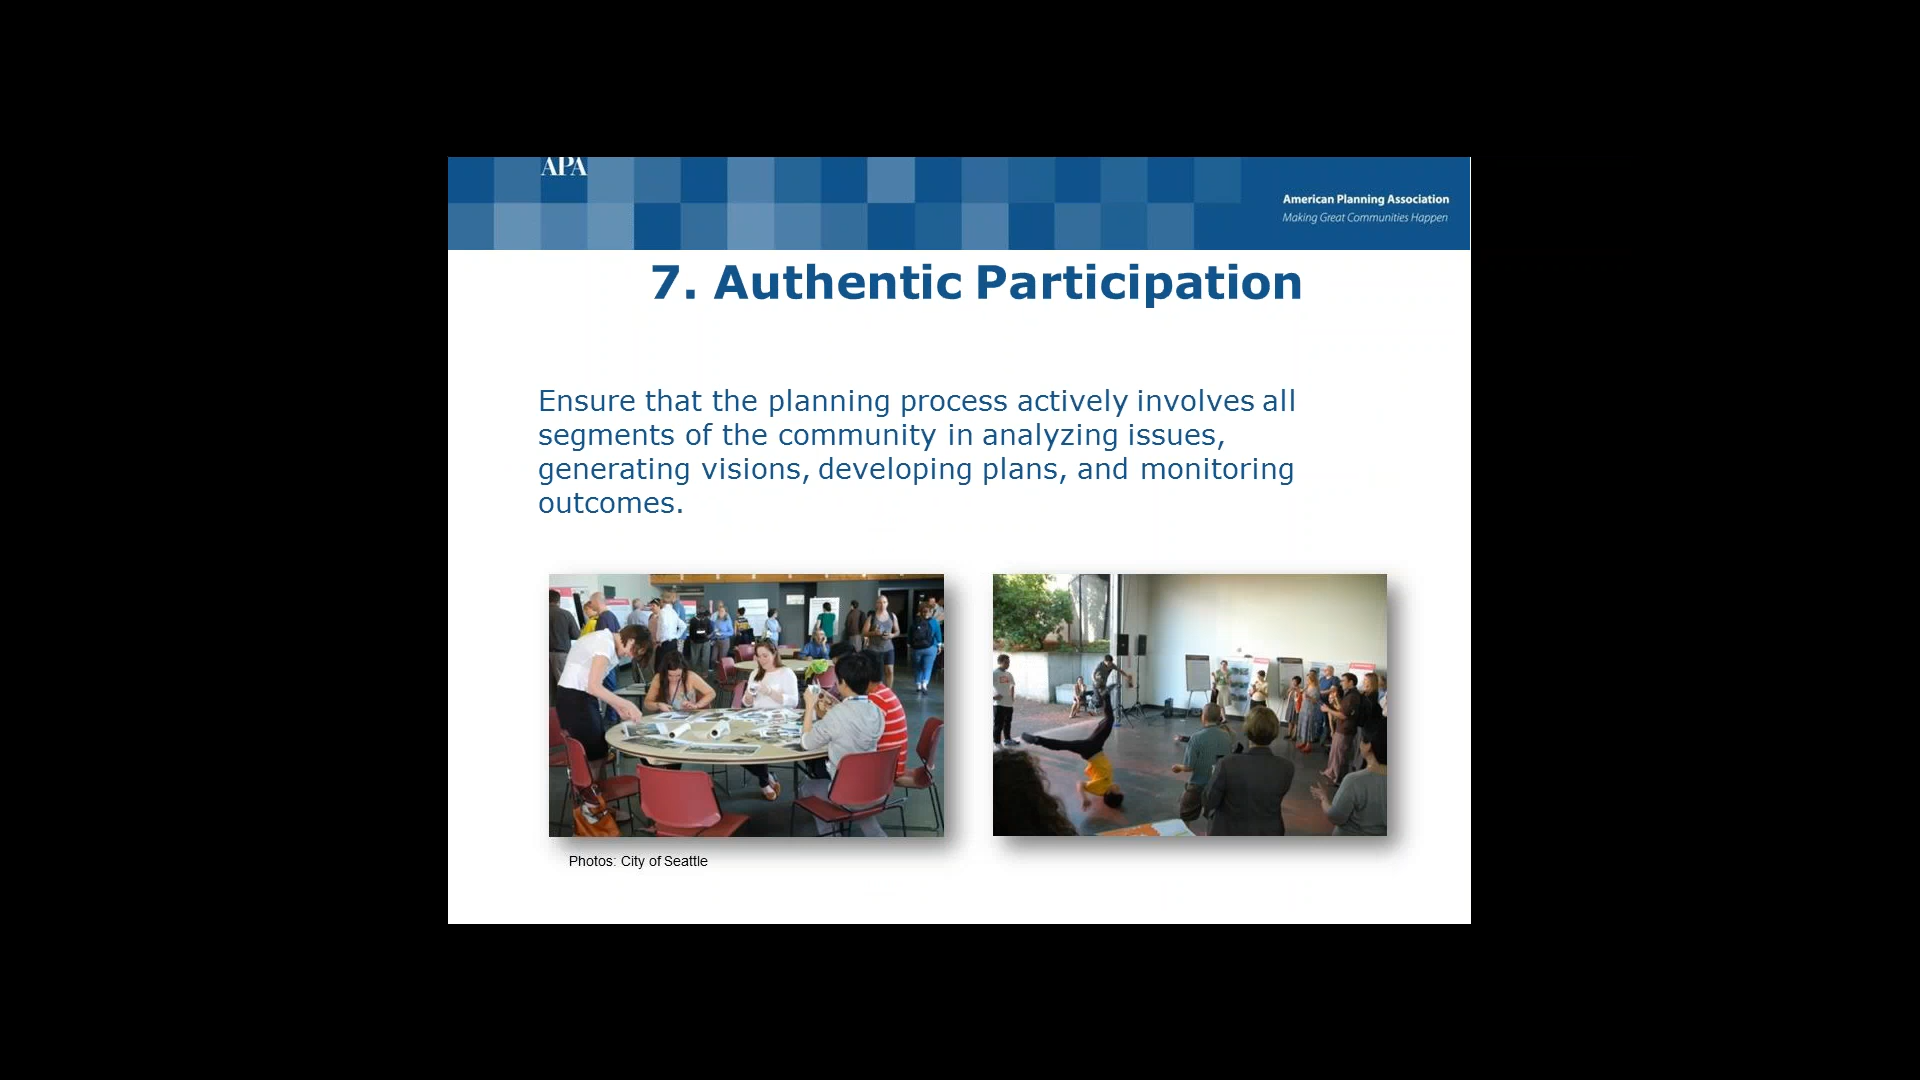 APA
American Planning Association
Making Great Communities Happen
7. Authentic Participation
Ensure that the planning process actively involves all
segments of the community in analyzing issues,
generating visions, developing plans, and monitoring
outcomes.
Photos: City of Seattle